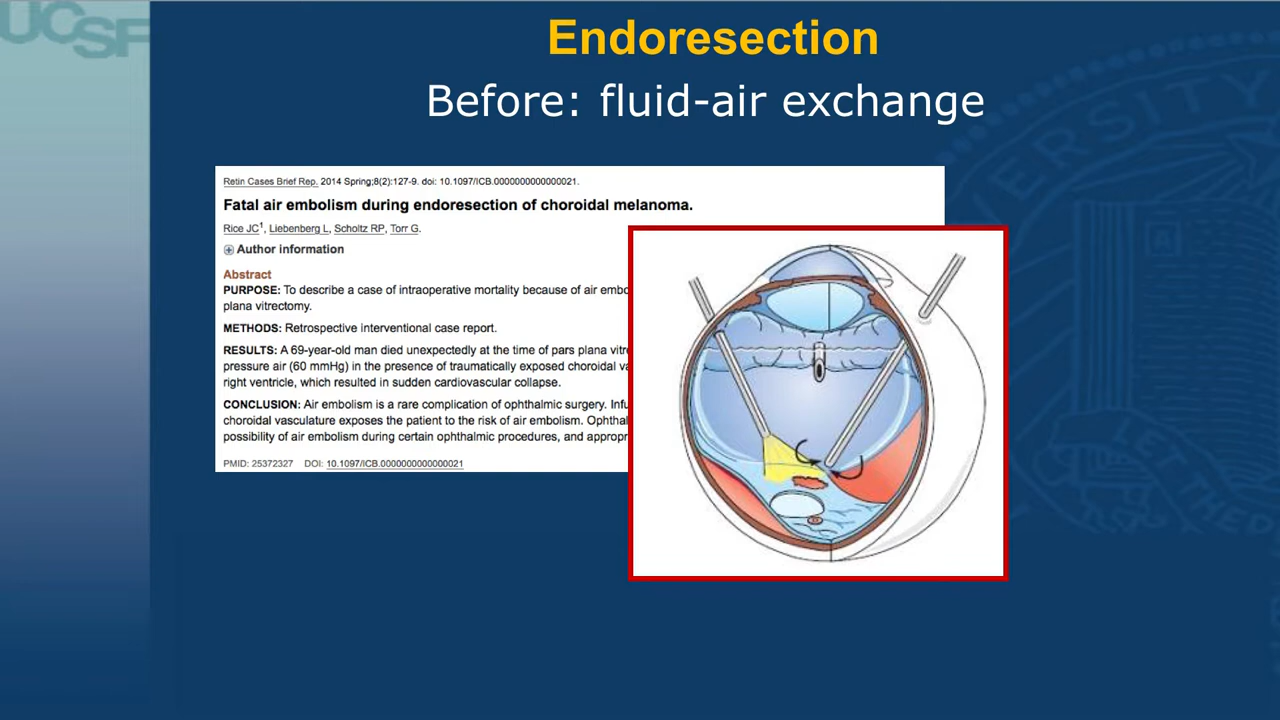 UCSF
Endoresection
Before: fluid-air exchange
Retin Cases Brief Rep. 2014 Spring;8(2):127-9. doi: 10.1097/ICB.0000000000000021.
Fatal air embolism during endoresection of choroidal melanoma.
Rice JC1, Liebenberg L, Scholtz RP, Torr G.
Author information
Abstract
PURPOSE: To describe a case of intraoperative mortality because of air
plana vitrectomy.
METHODS: Retrospective interventional case report.
RESULTS: A 69-year-old man died unexpectedly at the time of pars plana
pressure air (60 mmHg) in the presence of traumatically exposed choroidal
right ventricle, which resulted in sudden cardiovascular collapse.
CONCLUSION: Air embolism is a rare complication of ophthalmic surgery.
choroidal vasculature exposes the patient to the risk of air embolism.
possibility of air embolism during certain ophthalmic procedures, and
PMID: 25372327 DOI: 10.1097/ICB.0000000000000021